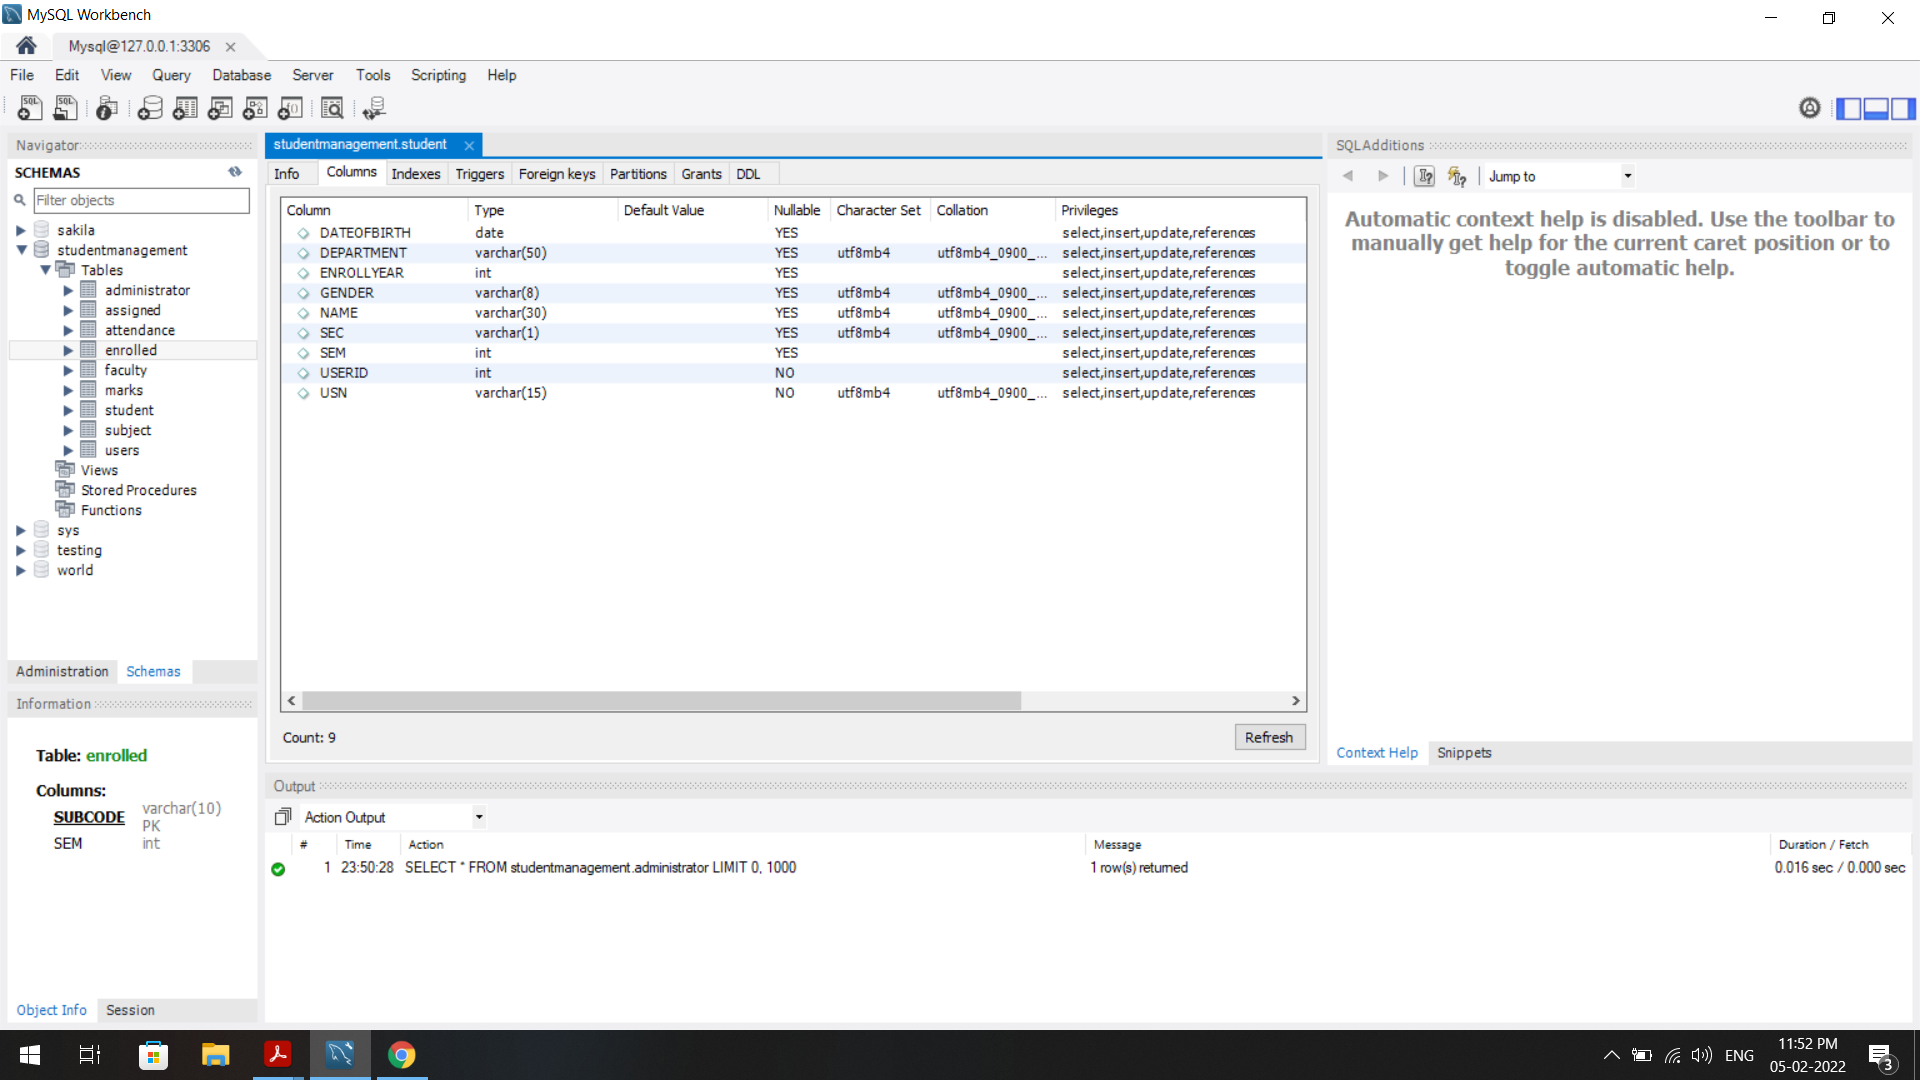 MySQL Workbench
Mysql@127.0.0.1:3306
File Edit View Query Database Server Tools Scripting Help
Navigator
SCHEMAS
Filter objects
sakila
studentmanagement
Tables
administrator
assigned
attendance
enrolled
faculty
marks
student
subject
users
Views
Stored Procedures
Functions
sys
testing
world
Administration Schemas
Information
Table: enrolled
Columns:
SUBCODE varchar(10)
PK
SEM int
Object Info Session
studentmanagement.student
Info Columns Indexes Triggers Foreign keys Partitions Grants DDL
Column Type Default Value Nullable Character Set Collation Privileges
DATEOFBIRTH date YES select,insert,update,references
DEPARTMENT varchar(50) YES utf8mb4 utf8mb4_0900_... select,insert,update,references
ENROLLYEAR int YES select,insert,update,references
GENDER varchar(8) YES utf8mb4 utf8mb4_0900_... select,insert,update,references
NAME varchar(30) YES utf8mb4 utf8mb4_0900_... select,insert,update,references
SEC varchar(1) YES utf8mb4 utf8mb4_0900_... select,insert,update,references
SEM int YES select,insert,update,references
USERID int NO select,insert,update,references
USN varchar(15) NO utf8mb4 utf8mb4_0900_... select,insert,update,references
Count: 9
Refresh
SQLAdditions
Jump to
Automatic context help is disabled. Use the toolbar to
manually get help for the current caret position or to
toggle automatic help.
Context Help Snippets
Output
Action Output
# Time Action Message Duration / Fetch
1 23:50:28 SELECT * FROM studentmanagement.administrator LIMIT 0, 1000 1 row(s) returned 0.016 sec / 0.000 sec
ENG
11:52 PM
05-02-2022
3